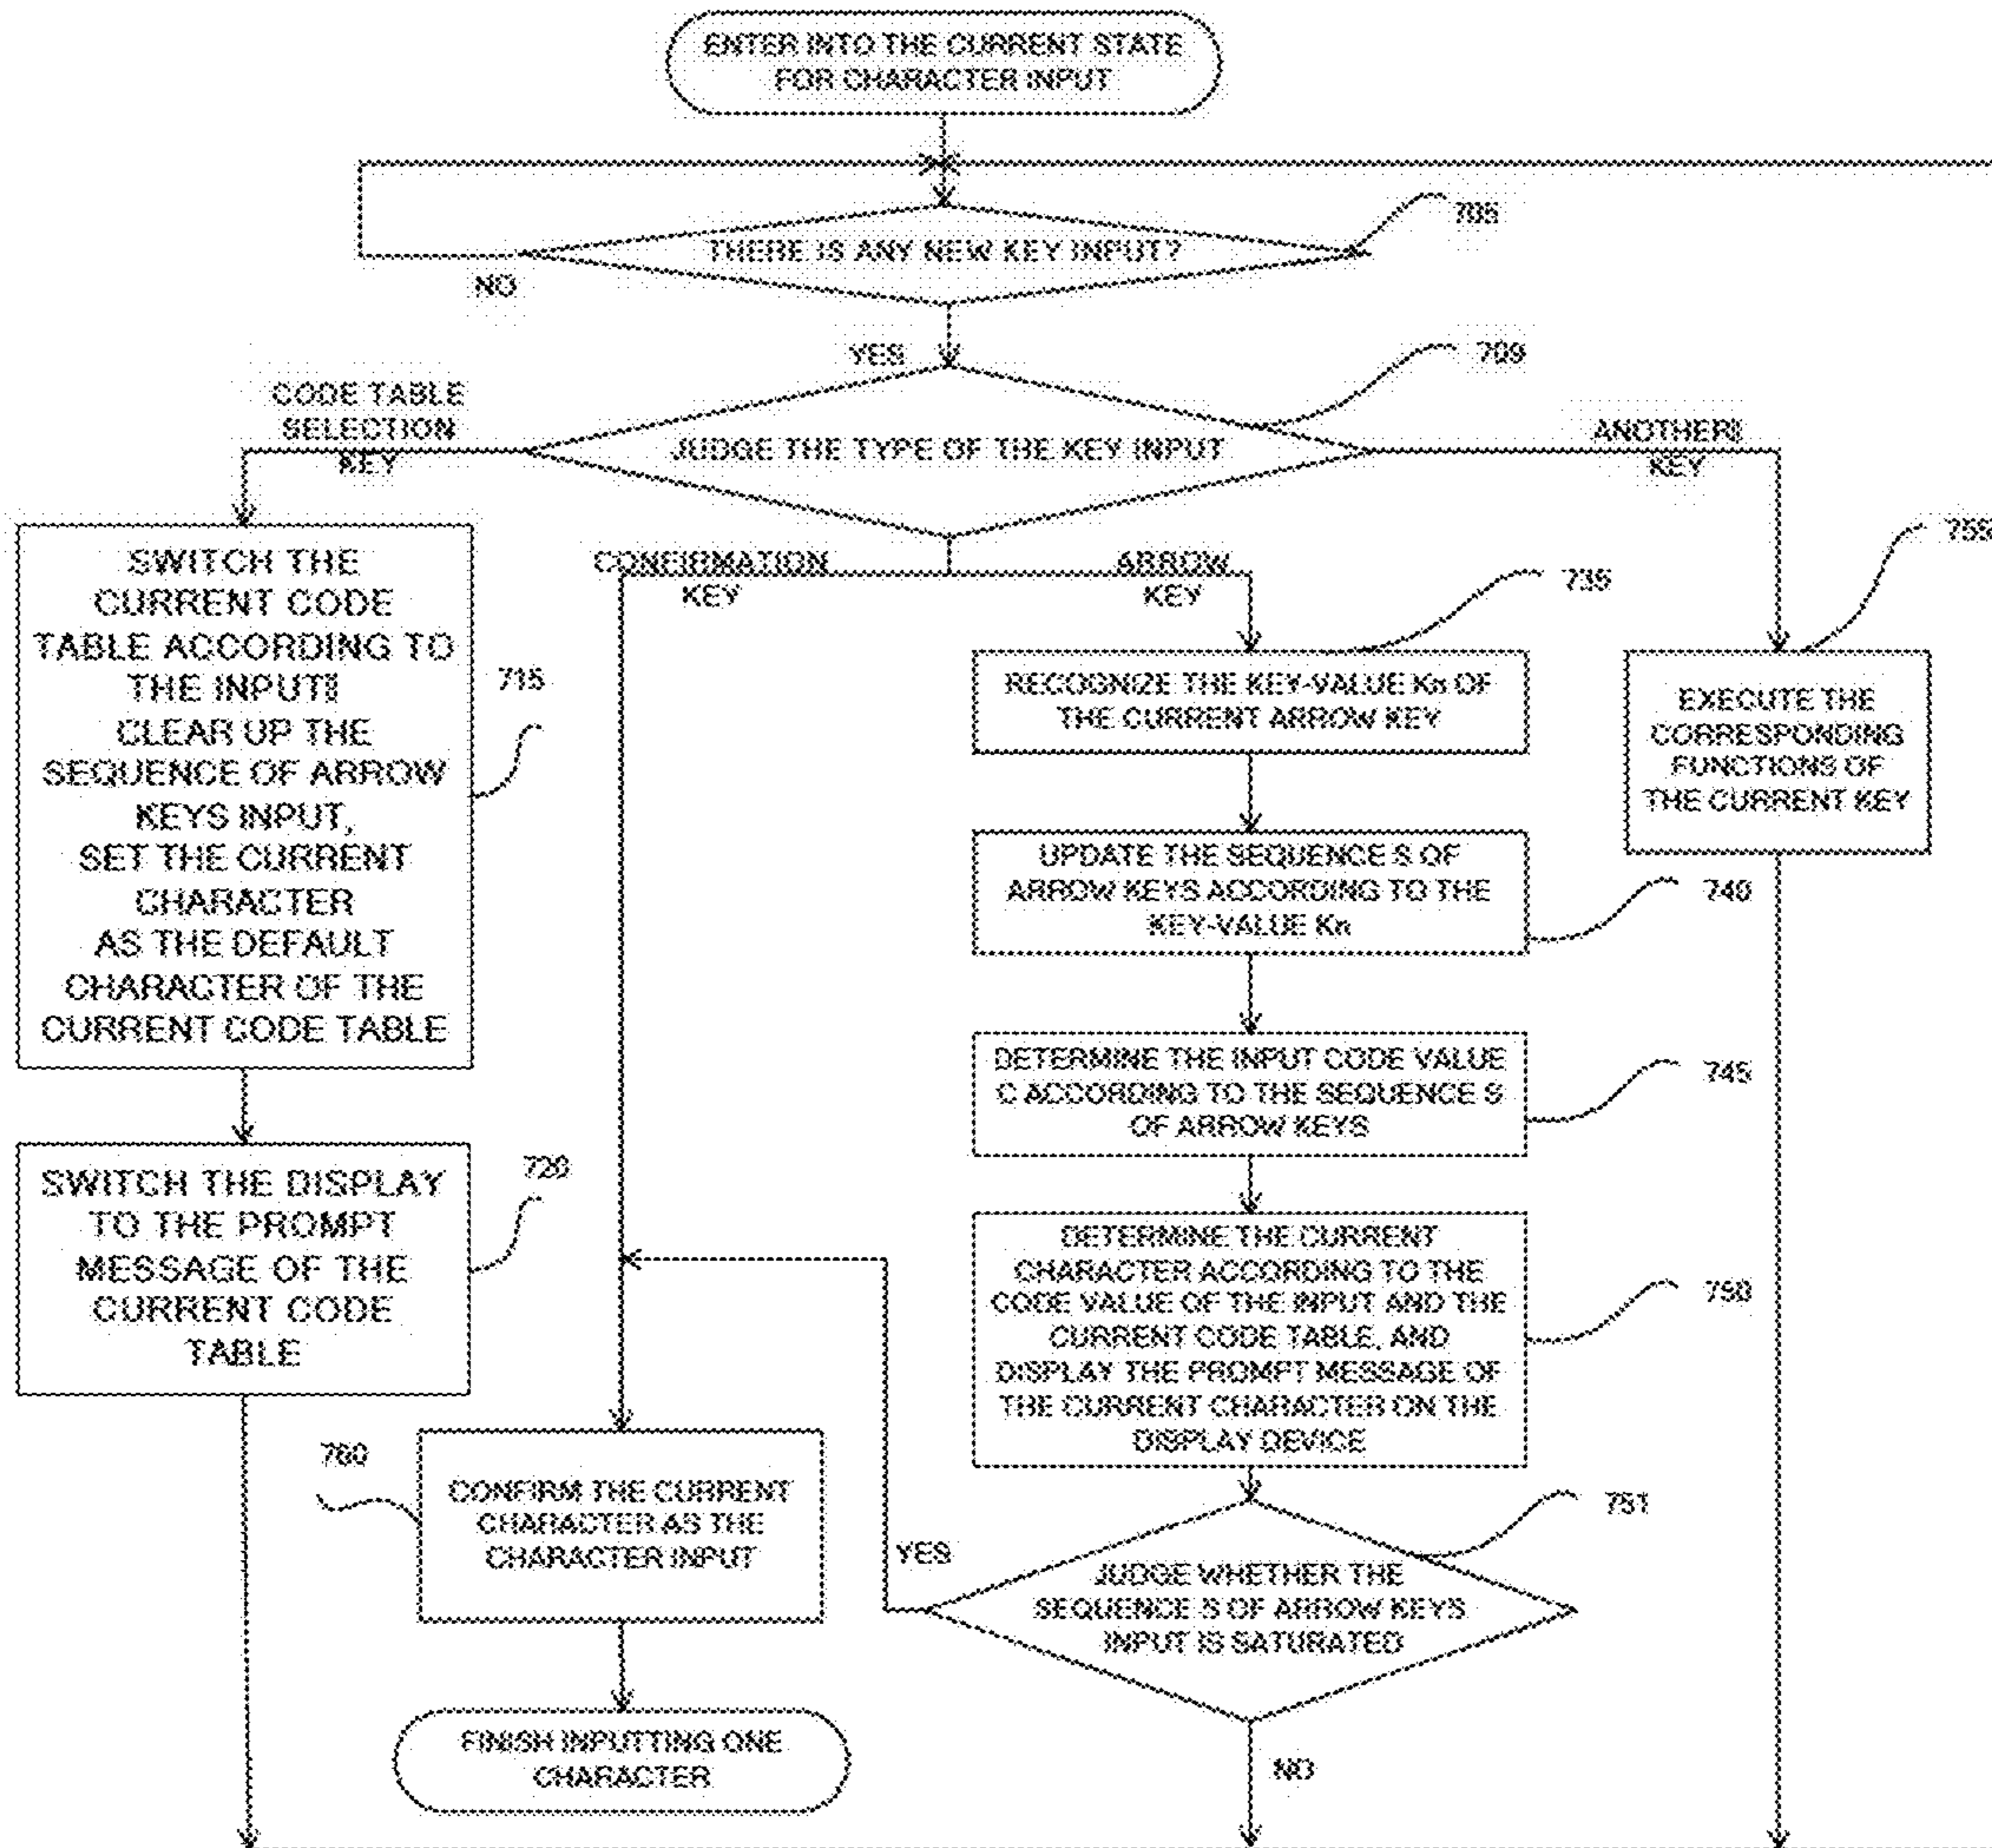 ENTER INTO THE CURRENT STATE
FOR CHARACTER INPUT
THERE IS ANY NEW KEY INPUT?
NO
YES
709
CODE TABLE
SELECTION
KEY
JUDGE THE TYPE OF THE KEY INPUT
ANOTHER
KEY
CONFIRMATION
KEY
ARROW
KEY
755
735
SWITCH THE
CURRENT CODE
TABLE ACCORDING TO
THE INPUT
CLEAR UP THE
SEQUENCE OF ARROW
KEYS INPUT,
SET THE CURRENT
CHARACTER
AS THE DEFAULT
CHARACTER OF THE
CURRENT CODE TABLE
715
RECOGNIZE THE KEY-VALUE Kn OF
THE CURRENT ARROW KEY
EXECUTE THE
CORRESPONDING
FUNCTIONS OF
THE CURRENT KEY
UPDATE THE SEQUENCE S OF
ARROW KEYS ACCORDING TO THE
KEY-VALUE Kn
740
DETERMINE THE INPUT CODE VALUE
C ACCORDING TO THE SEQUENCE S
OF ARROW KEYS
745
SWITCH THE DISPLAY
TO THE PROMPT
MESSAGE OF THE
CURRENT CODE
TABLE
720
DETERMINE THE CURRENT
CHARACTER ACCORDING TO THE
CODE VALUE OF THE INPUT AND THE
CURRENT CODE TABLE, AND
DISPLAY THE PROMPT MESSAGE OF
THE CURRENT CHARACTER ON THE
DISPLAY DEVICE
750
760
CONFIRM THE CURRENT
CHARACTER AS THE
CHARACTER INPUT
751
YES
JUDGE WHETHER THE
SEQUENCE S OF ARROW KEYS
INPUT IS SATURATED
FINISH INPUTTING ONE
CHARACTER
NO